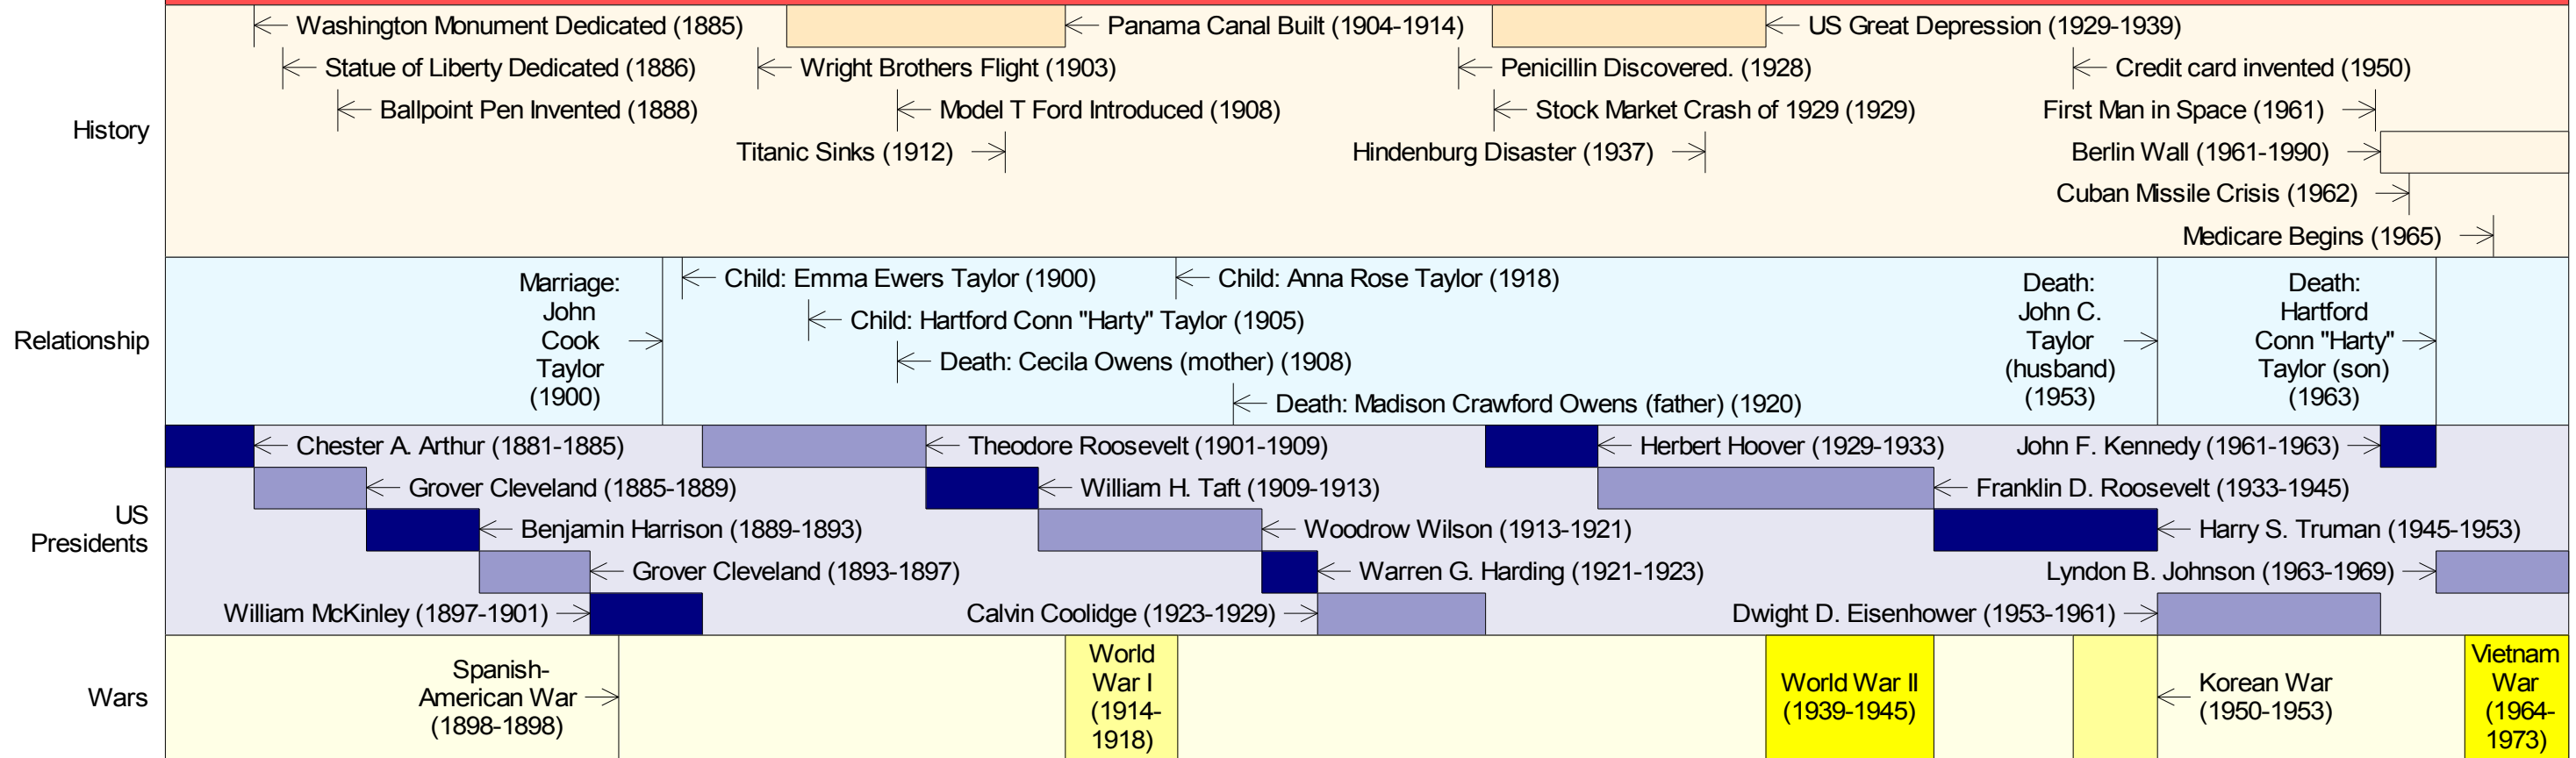 Washington Monument Dedicated (1885)
Panama Canal Built (1904-1914)
US Great Depression (1929-1939)
Statue of Liberty Dedicated (1886)
Wright Brothers Flight (1903)
Penicillin Discovered. (1928)
Credit card invented (1950)
Ballpoint Pen Invented (1888)
Model T Ford Introduced (1908)
Stock Market Crash of 1929 (1929)
First Man in Space (1961)
History
Titanic Sinks (1912)
Hindenburg Disaster (1937)
Berlin Wall (1961-1990)
Cuban Missile Crisis (1962)
Medicare Begins (1965)
Relationship
Marriage:
John
Cook
Taylor
(1900)
Child: Emma Ewers Taylor (1900)
Child: Anna Rose Taylor (1918)
Child: Hartford Conn "Harty" Taylor (1905)
Death: Cecila Owens (mother) (1908)
Death: Madison Crawford Owens (father) (1920)
Death:
John C.
Taylor
(husband)
(1953)
Death:
Hartford
Conn "Harty"
Taylor (son)
(1963)
US
Presidents
Chester A. Arthur (1881-1885)
Theodore Roosevelt (1901-1909)
Herbert Hoover (1929-1933)
John F. Kennedy (1961-1963)
Grover Cleveland (1885-1889)
William H. Taft (1909-1913)
Franklin D. Roosevelt (1933-1945)
Benjamin Harrison (1889-1893)
Woodrow Wilson (1913-1921)
Harry S. Truman (1945-1953)
Grover Cleveland (1893-1897)
Warren G. Harding (1921-1923)
Lyndon B. Johnson (1963-1969)
William McKinley (1897-1901)
Calvin Coolidge (1923-1929)
Dwight D. Eisenhower (1953-1961)
Wars
Spanish-
American War
(1898-1898)
World
War I
(1914-
1918)
World War II
(1939-1945)
Korean War
(1950-1953)
Vietnam
War
(1964-
1973)